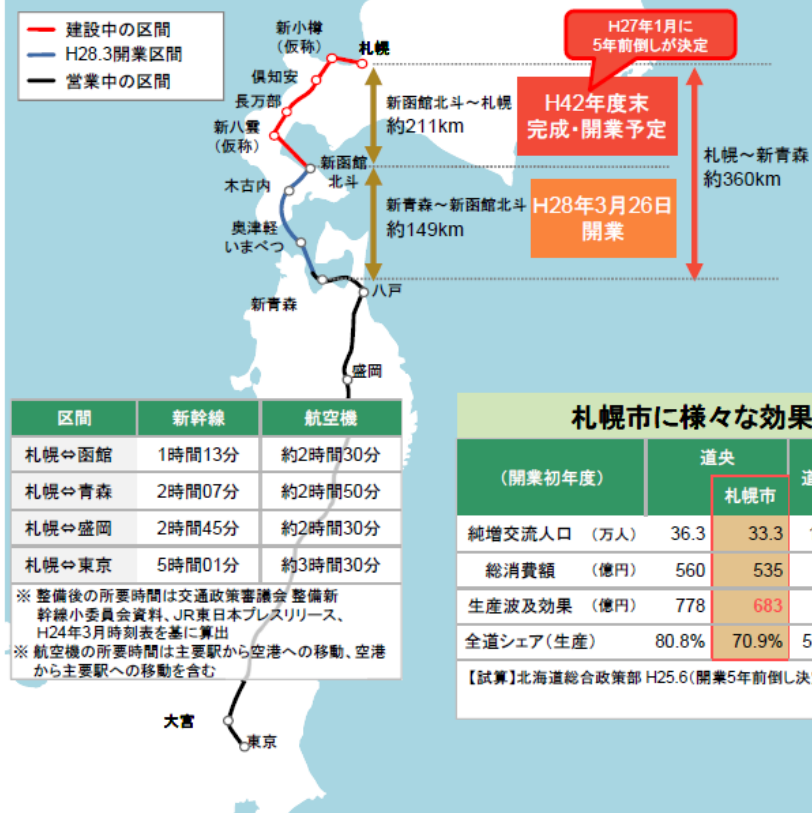 建設中の区間
H28.3開業区間
営業中の区間
新小樽
（仮称）
札幌
倶知安
長万部
新八雲
（仮称）
新函館
北斗
木古内
奥津軽
いまべつ
新青森
八戸
盛岡
大宮
東京
H27年1月に
5年前倒しが決定
新函館北斗～札幌
約211km
H42年度末
完成・開業予定
札幌～新青森
約360km
新青森～新函館北斗
約149km
H28年3月26日
開業
区間 新幹線 航空機
札幌⇔函館 1時間13分 約2時間30分
札幌⇔青森 2時間07分 約2時間50分
札幌⇔盛岡 2時間45分 約2時間30分
札幌⇔東京 5時間01分 約3時間30分
※ 整備後の所要時間は交通政策審議会 整備新
幹線小委員会資料、JR東日本プレスリリース、
H24年3月時刻表を基に算出
※ 航空機の所要時間は主要駅から空港への移動、空港
から主要駅への移動を含む
札幌市に様々な効果
（開業初年度） 道央
札幌市
純増交流人口 （万人） 36.3 33.3
総消費額 （億円） 560 535
生産波及効果 （億円） 778 683
全道シェア（生産） 80.8% 70.9% 5
【試算】北海道総合政策部 H25.6（開業5年前倒し決